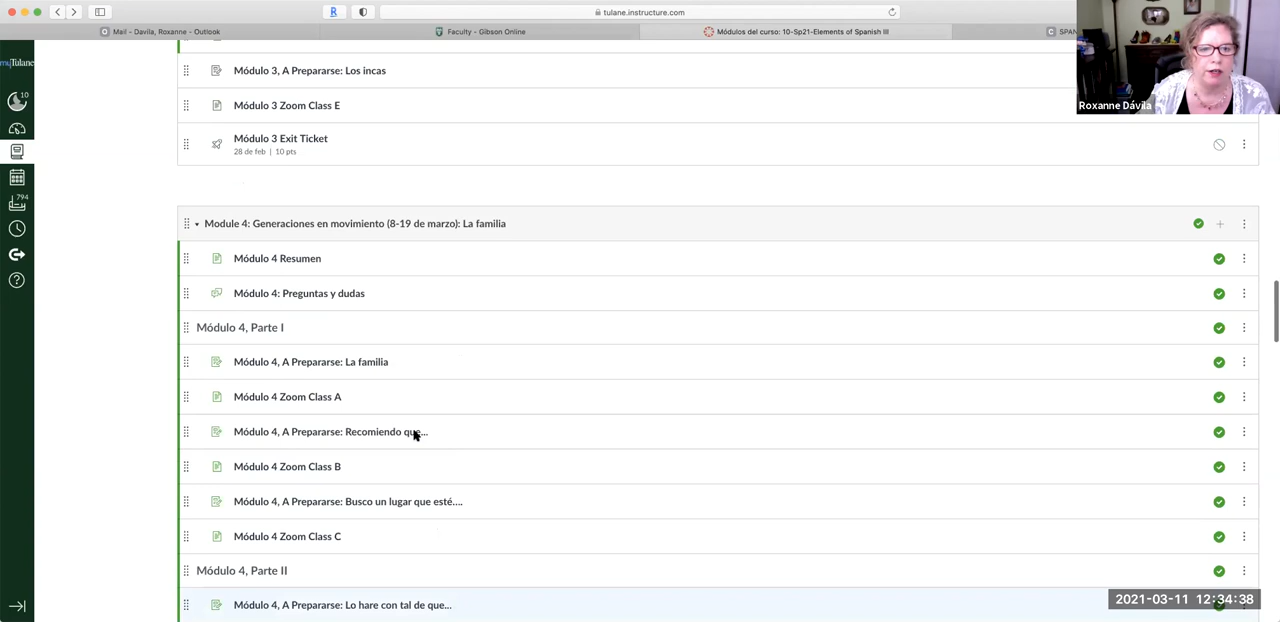 tulane.instructure.com
Mail - Davila, Roxanne - Outlook
Faculty - Gibson Online
Módulos del curso: 10-Sp21-Elements of Spanish III
SPAN
myTulane
10
794
Roxanne Dávila
Módulo 3, A Prepararse: Los incas
Módulo 3 Zoom Class E
Módulo 3 Exit Ticket
28 de feb | 10 pts
Module 4: Generaciones en movimiento (8-19 de marzo): La familia
Módulo 4 Resumen
Módulo 4: Preguntas y dudas
Módulo 4, Parte I
Módulo 4, A Prepararse: La familia
Módulo 4 Zoom Class A
Módulo 4, A Prepararse: Recomiendo que...
Módulo 4 Zoom Class B
Módulo 4, A Prepararse: Busco un lugar que esté....
Módulo 4 Zoom Class C
Módulo 4, Parte II
Módulo 4, A Prepararse: Lo hare con tal de que...
2021-03-11 12:34:38